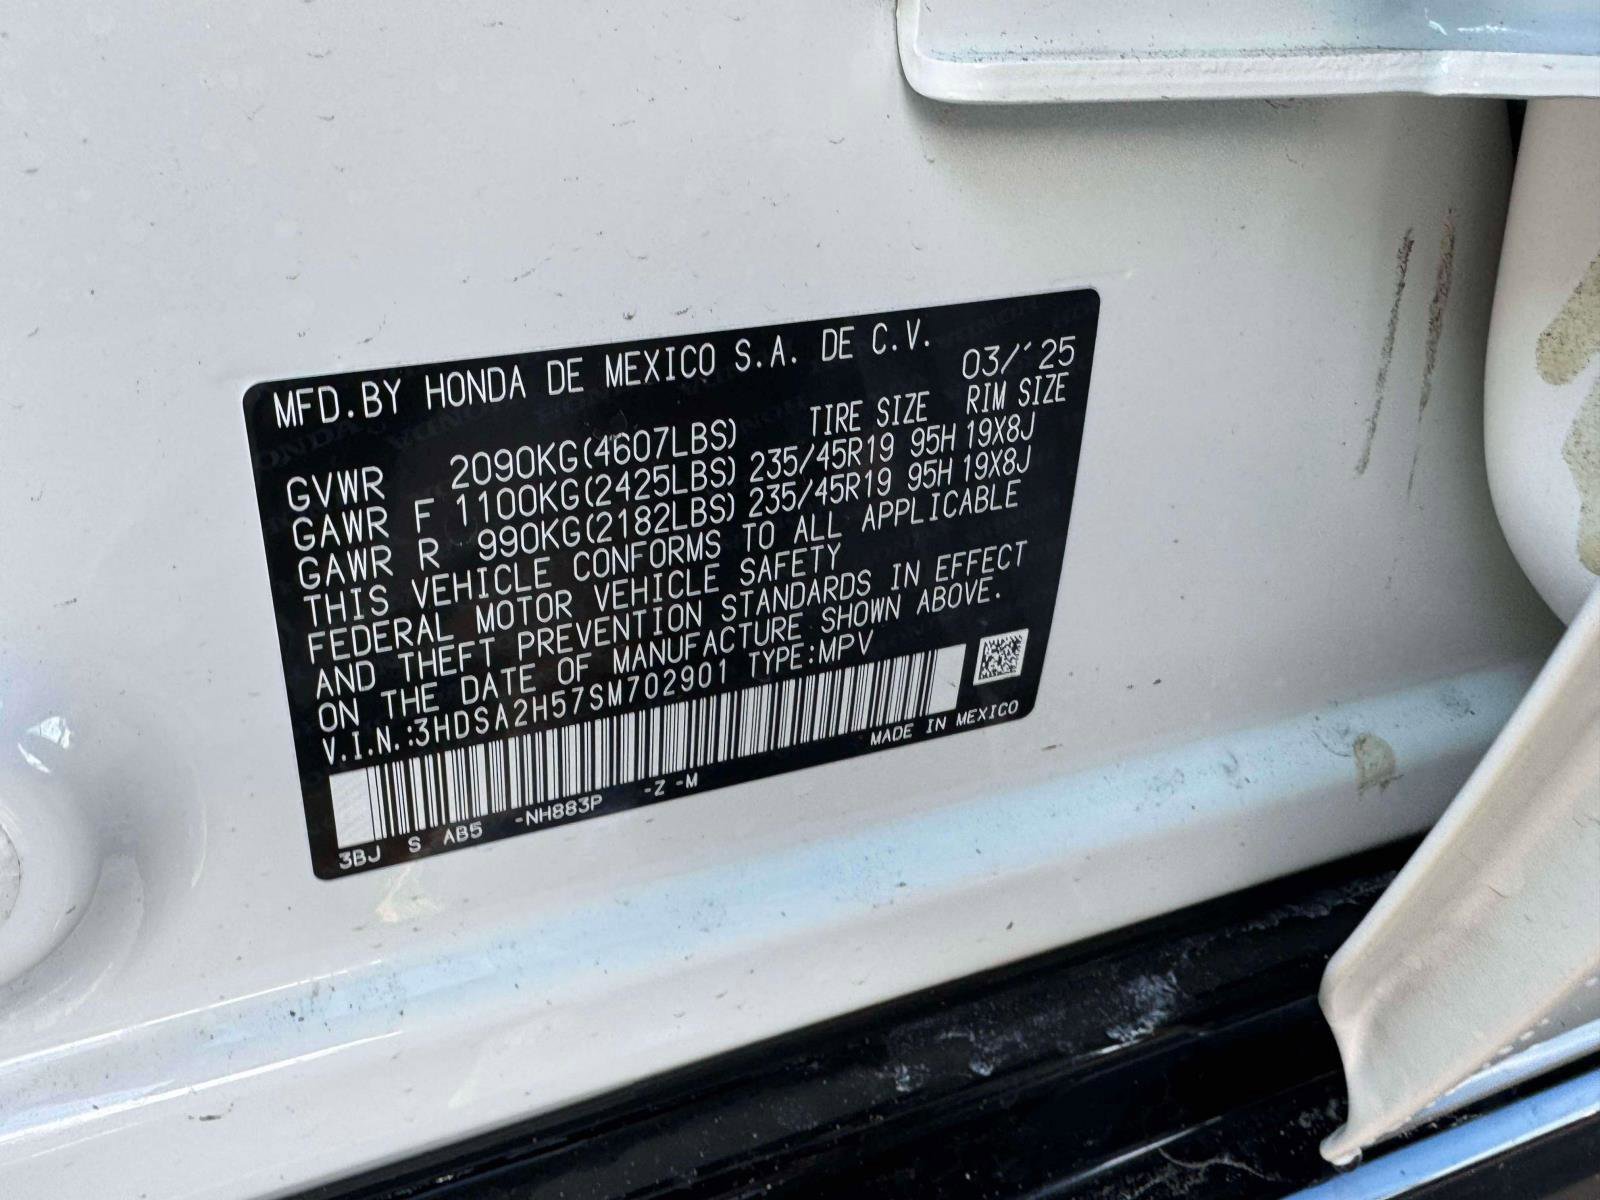 MFD.BY HONDA DE MEXICO S.A. DE C.V. 03/'25
TIRE SIZE RIM SIZE
GVWR 2090KG(4607LBS)
GAWR F 1100KG(2425LBS) 235/45R19 95H 19X8J
GAWR R 990KG(2182LBS) 235/45R19 95H 19X8J
THIS VEHICLE CONFORMS TO ALL APPLICABLE
FEDERAL MOTOR VEHICLE SAFETY
AND THEFT PREVENTION STANDARDS IN EFFECT
ON THE DATE OF MANUFACTURE SHOWN ABOVE.
V.I.N.:3HDSA2H57SM702901 TYPE:MPV
MADE IN MEXICO
3BJ S AB5 -NH883P -Z -M